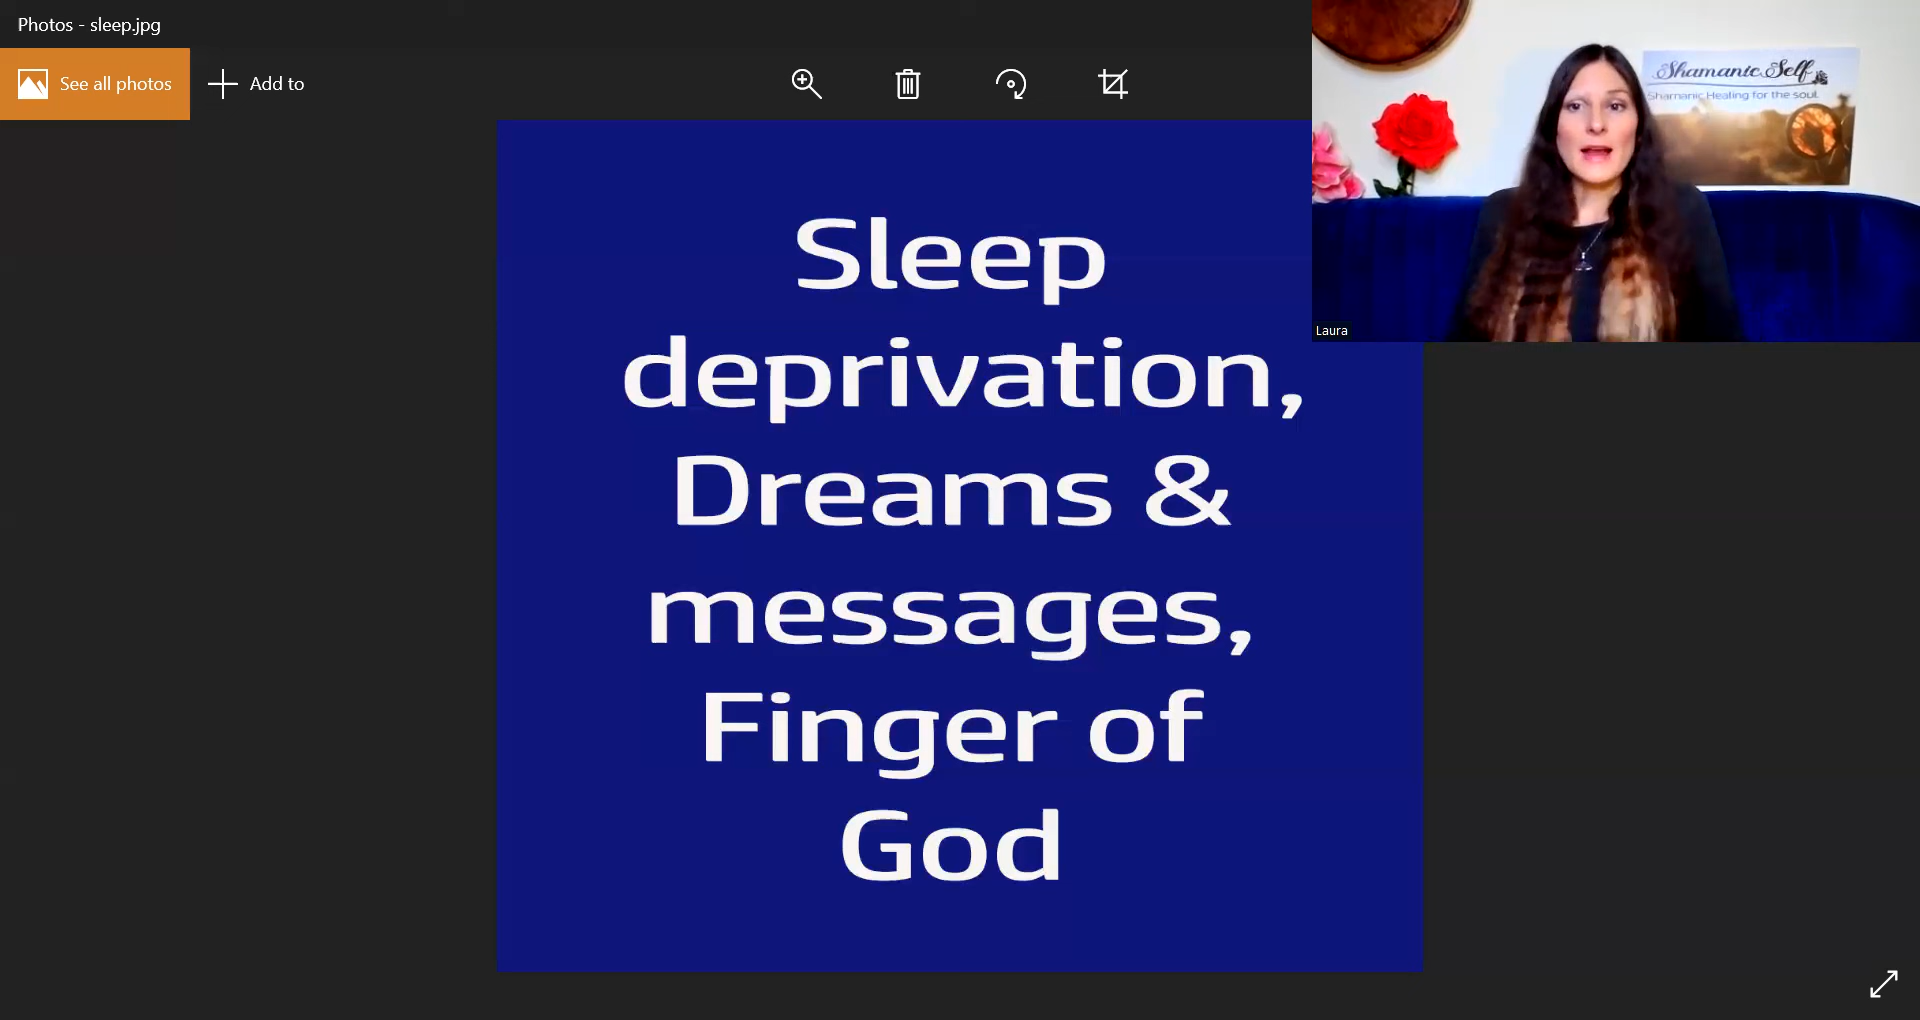 Photos - sleep.jpg
See all photos
Add to
Shamanic Self
Shamanic Healing for the soul
Laura
Sleep
deprivation,
Dreams &
messages,
Finger of
God